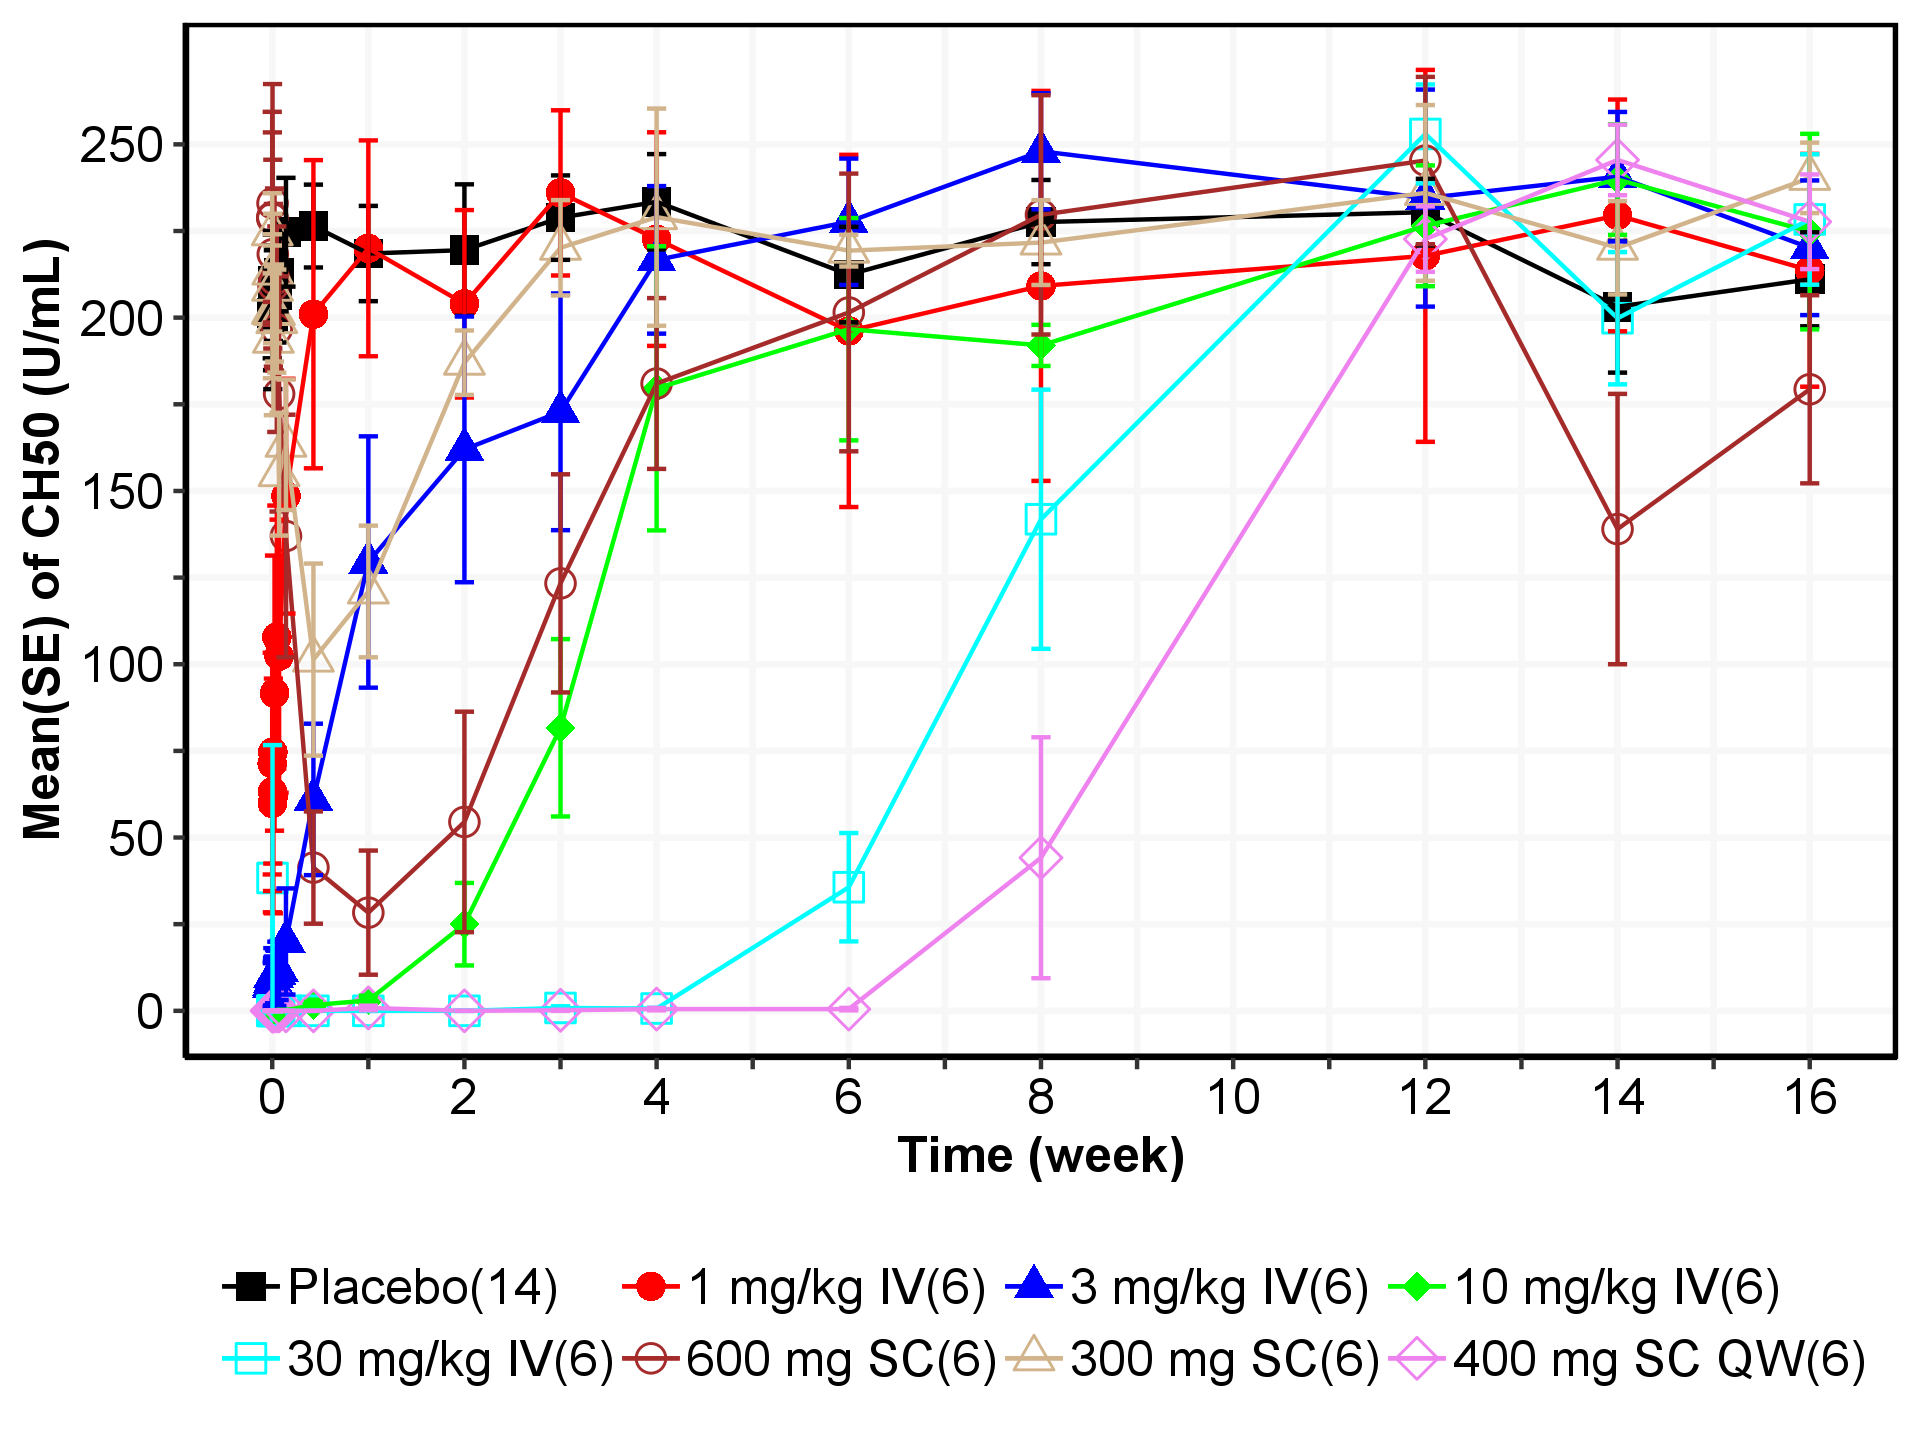 Mean(SE) of CH50 (U/mL)
250
200
150
100
50
0
0 2 4 6 8 10 12 14 16
Time (week)
Placebo(14) 1 mg/kg IV(6) 3 mg/kg IV(6) 10 mg/kg IV(6)
30 mg/kg IV(6) 600 mg SC(6) 300 mg SC(6) 400 mg SC QW(6)